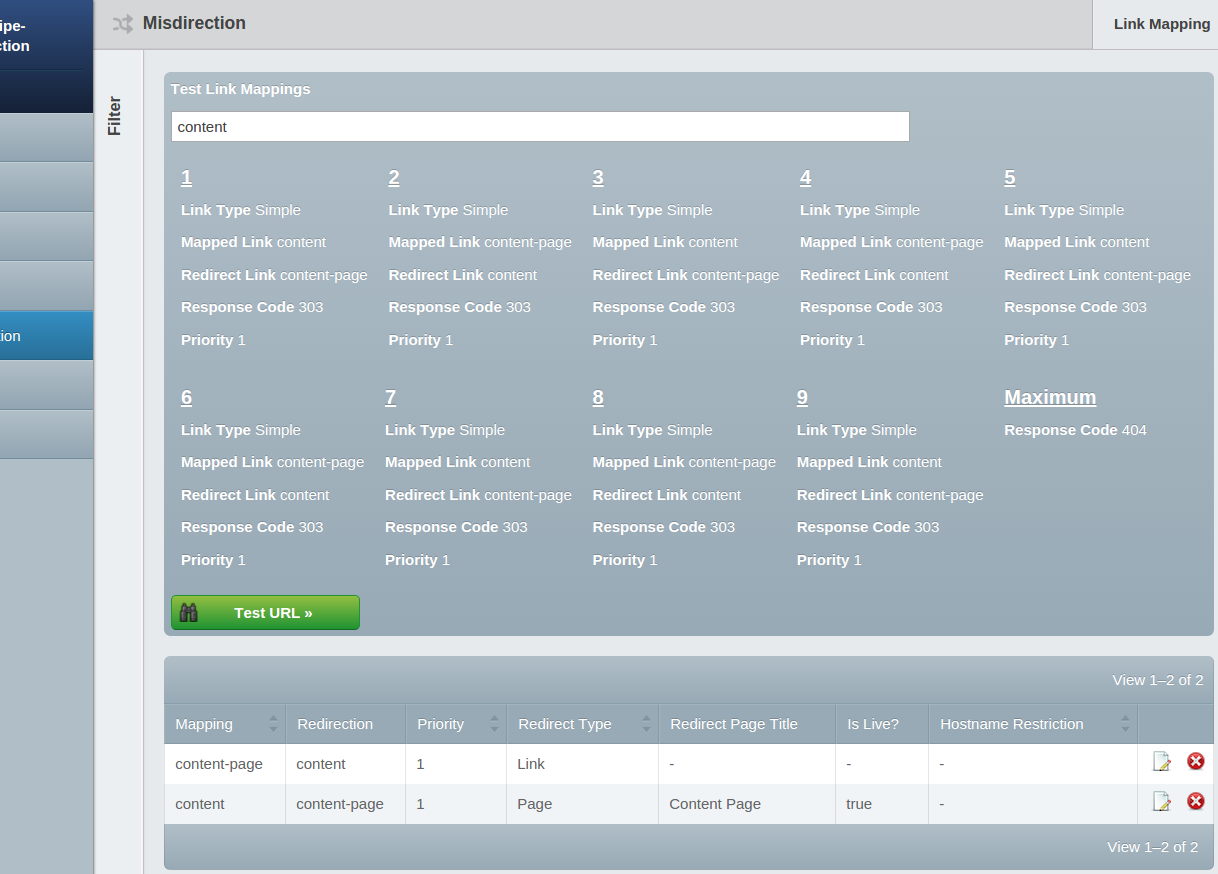 Misdirection
Link Mapping
Filter
ion
Test Link Mappings
content
1 2 3 4 5
Link Type Simple Link Type Simple Link Type Simple Link Type Simple Link Type Simple
Mapped Link content Mapped Link content-page Mapped Link content Mapped Link content-page Mapped Link content
Redirect Link content-page Redirect Link content Redirect Link content-page Redirect Link content Redirect Link content-page
Response Code 303 Response Code 303 Response Code 303 Response Code 303 Response Code 303
Priority 1 Priority 1 Priority 1 Priority 1 Priority 1
6 7 8 9 Maximum
Link Type Simple Link Type Simple Link Type Simple Link Type Simple Response Code 404
Mapped Link content-page Mapped Link content Mapped Link content-page Mapped Link content
Redirect Link content Redirect Link content-page Redirect Link content Redirect Link content-page
Response Code 303 Response Code 303 Response Code 303 Response Code 303
Priority 1 Priority 1 Priority 1 Priority 1
Test URL »
View 1–2 of 2
Mapping Redirection Priority Redirect Type Redirect Page Title Is Live? Hostname Restriction
content-page content 1 Link - - -
content content-page 1 Page Content Page true -
View 1–2 of 2